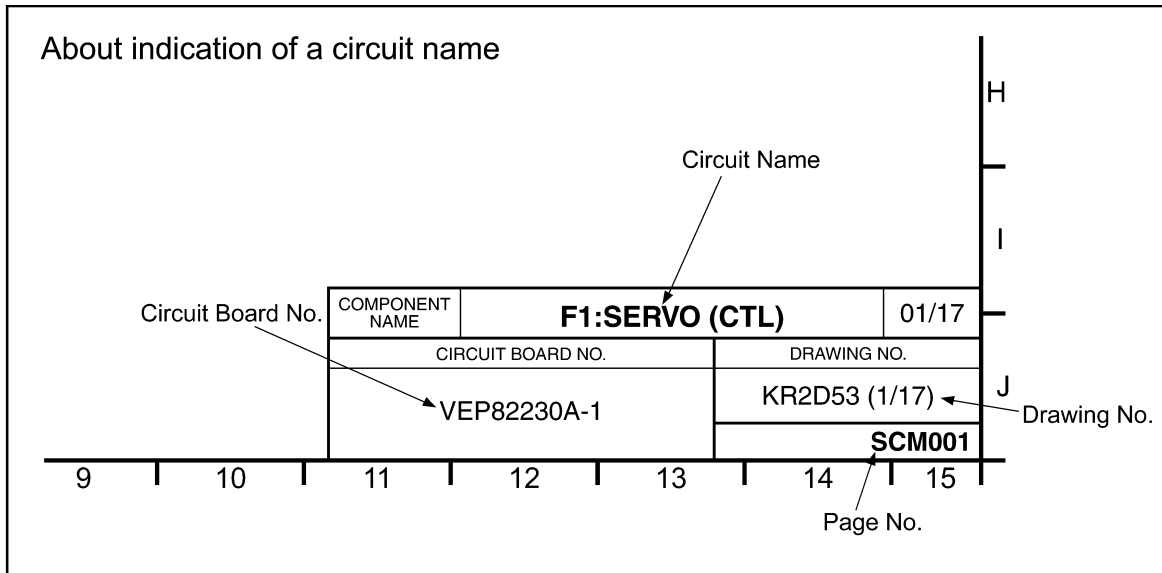 About indication of a circuit name
H
Circuit Name
I
Circuit Board No.
COMPONENT
NAME
F1:SERVO (CTL)
01/17
CIRCUIT BOARD NO.
DRAWING NO.
VEP82230A-1
KR2D53 (1/17)
J
Drawing No.
SCM001
9 10 11 12 13 14 15
Page No.